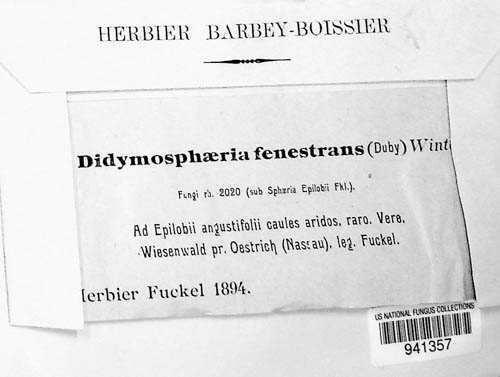 HERBIER BARBEY-BOISSIER
Didymosphæria fenestrans (Duby) Wint
Fungi rh. 2020 (sub Sphæria Epilobii Fkl.).
Ad Epilobii angustifolii caules aridos, raro. Vere,
Wiesenwald pr. Oestrich (Nassau), leg. Fuckel.
erbier Fuckel 1894.
US NATIONAL FUNGUS COLLECTIONS
941357